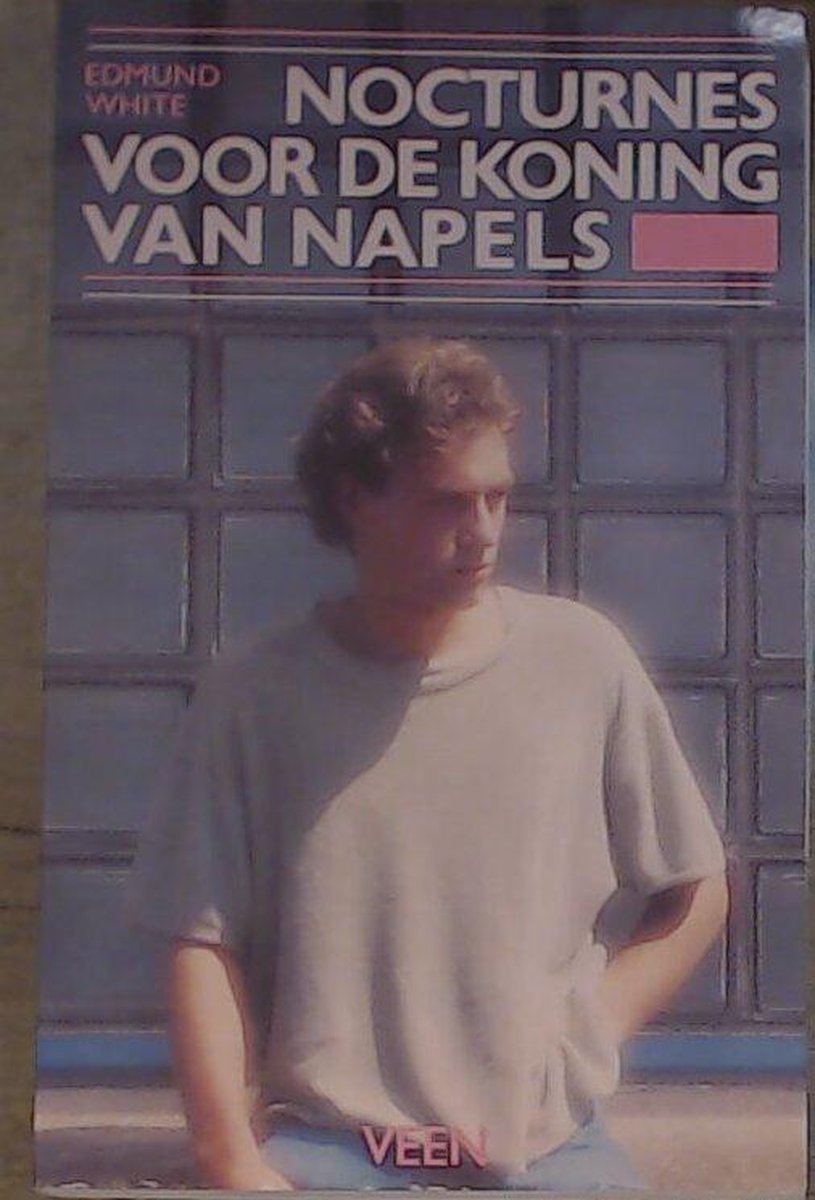 EDMUND
WHITE
NOCTURNES
VOOR DE KONING
VAN NAPELS
VEEN